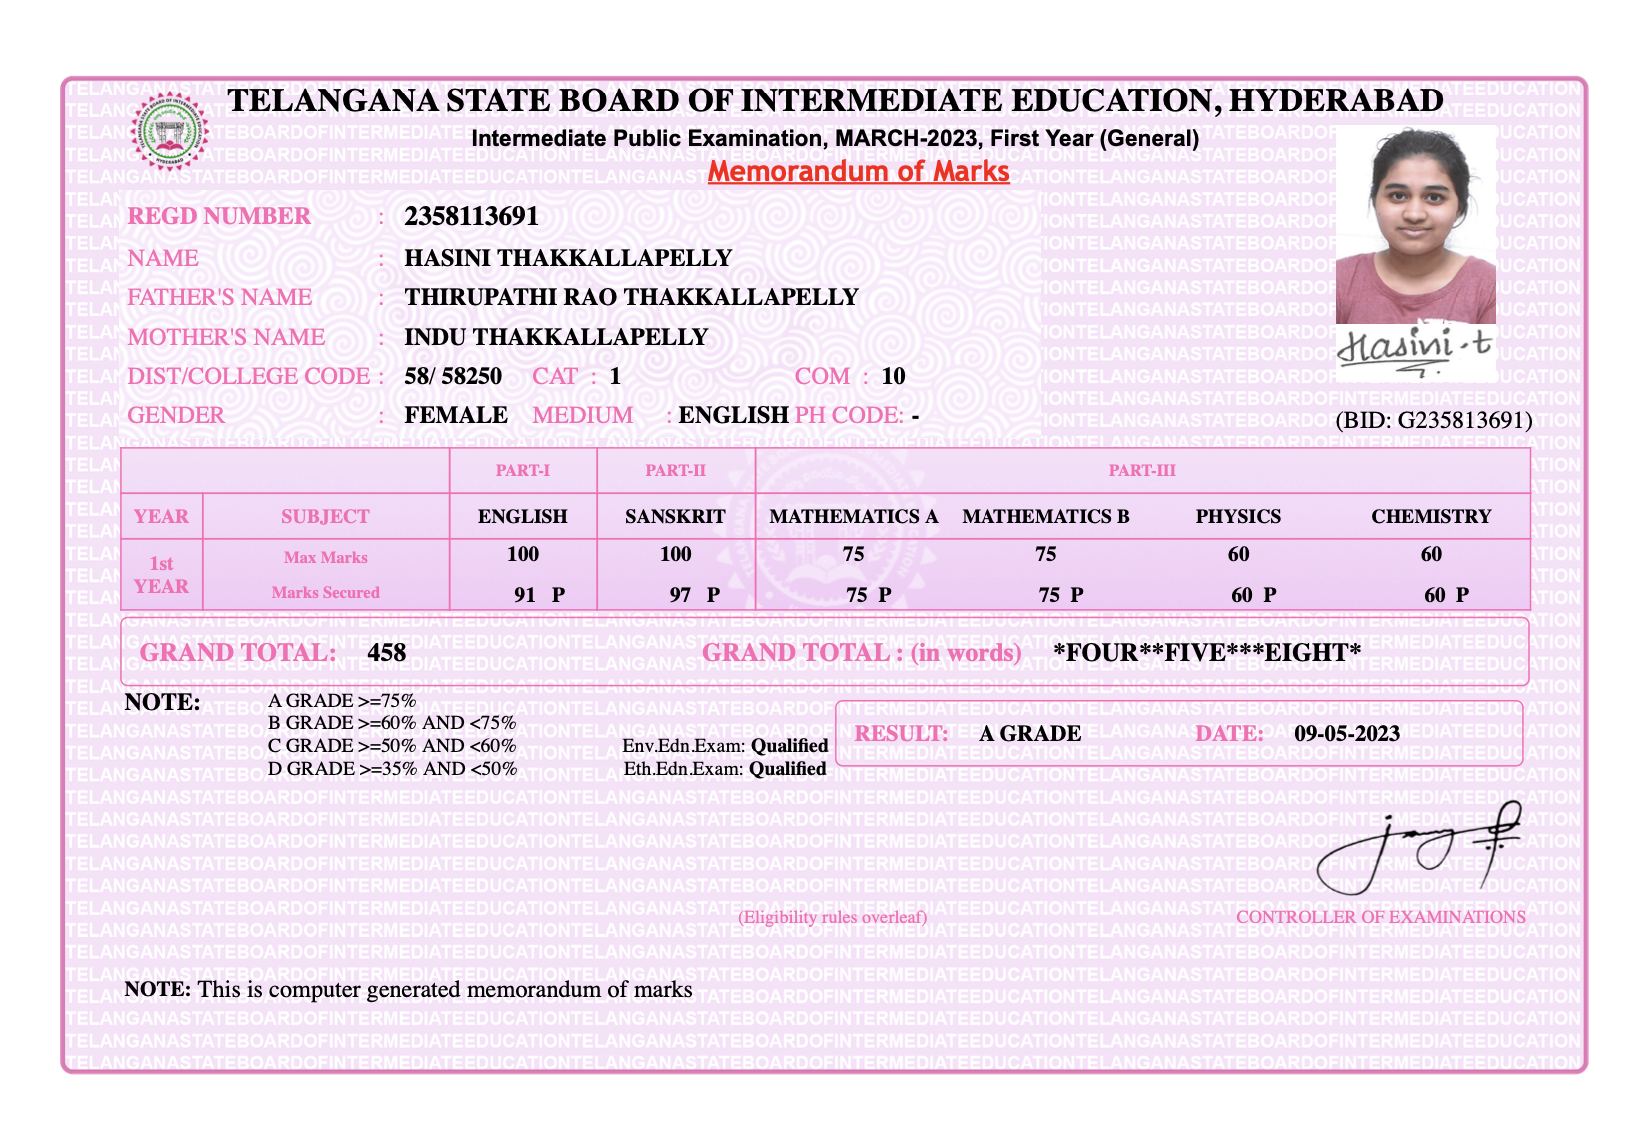 TELANGANA STATE BOARD OF INTERMEDIATE EDUCATION, HYDERABAD
Intermediate Public Examination, MARCH-2023, First Year (General)
Memorandum of Marks
REGD NUMBER : 2358113691
NAME : HASINI THAKKALLAPELLY
FATHER'S NAME : THIRUPATHI RAO THAKKALLAPELLY
MOTHER'S NAME : INDU THAKKALLAPELLY
Hasini.t
DIST/COLLEGE CODE : 58/ 58250 CAT : 1 COM : 10
GENDER : FEMALE MEDIUM : ENGLISH PH CODE: -
(BID: G235813691)
PART-I PART-II PART-III
YEAR SUBJECT ENGLISH SANSKRIT MATHEMATICS A MATHEMATICS B PHYSICS CHEMISTRY
1st YEAR
Max Marks 100 100 75 75 60 60
Marks Secured 91 P 97 P 75 P 75 P 60 P 60 P
GRAND TOTAL: 458 GRAND TOTAL : (in words) *FOUR**FIVE***EIGHT*
NOTE: A GRADE >=75%
B GRADE >=60% AND <75%
C GRADE >=50% AND <60%
D GRADE >=35% AND <50%
Env.Edn.Exam: Qualified
Eth.Edn.Exam: Qualified
RESULT: A GRADE DATE: 09-05-2023
(Eligibility rules overleaf)
CONTROLLER OF EXAMINATIONS
NOTE: This is computer generated memorandum of marks